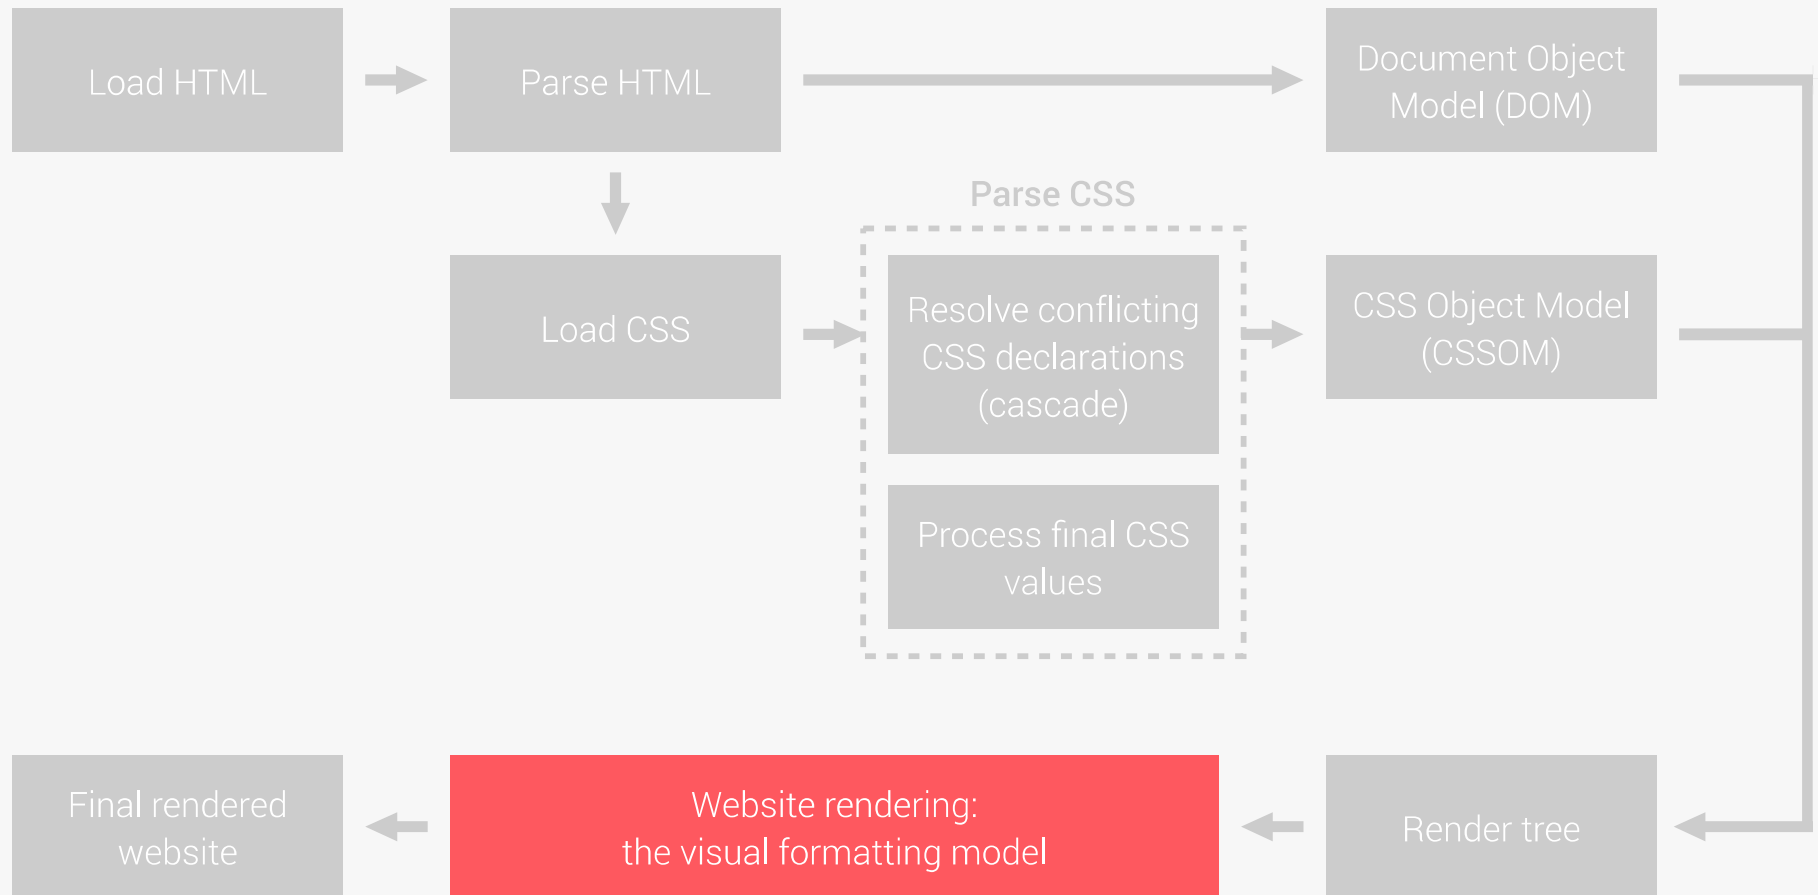 Load HTML
Parse HTML
Document Object
Model (DOM)
Parse CSS
Load CSS
Resolve conflicting
CSS declarations
(cascade)
CSS Object Model
(CSSOM)
Process final CSS
values
Final rendered
website
Website rendering:
the visual formatting model
Render tree